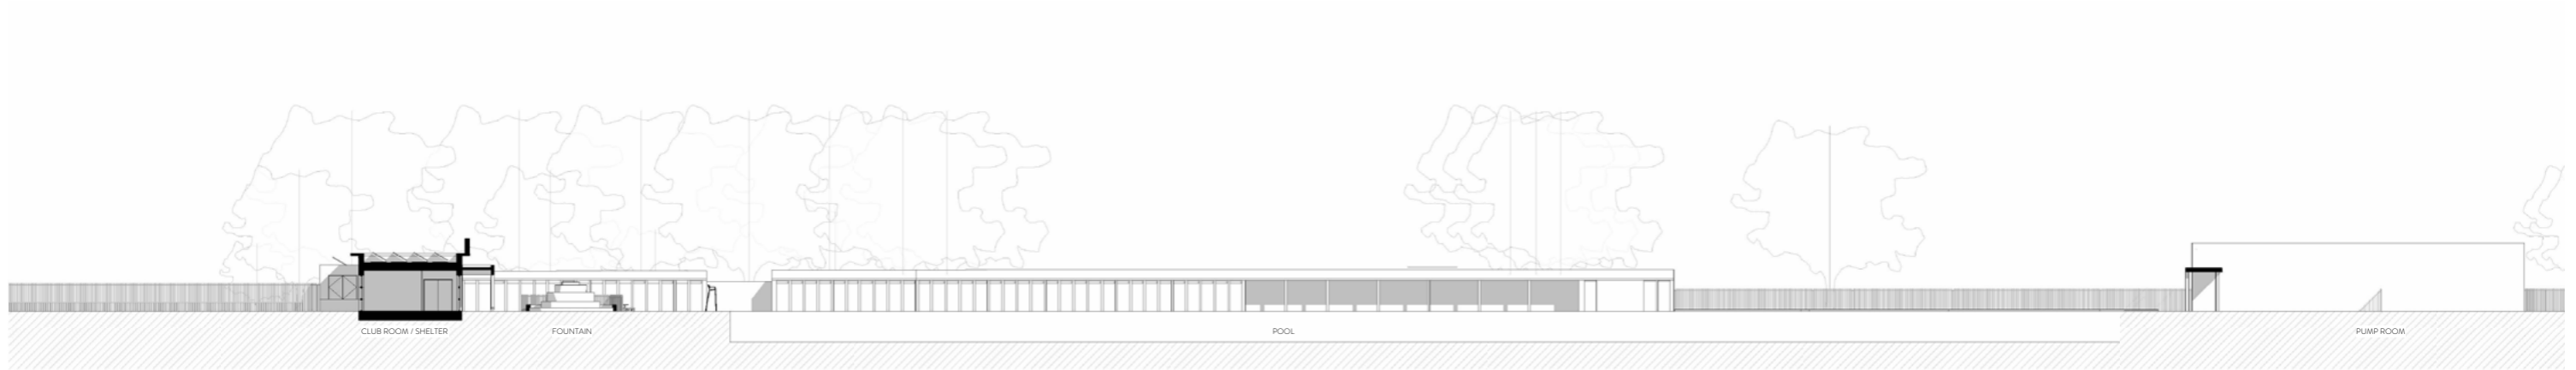 CLUB ROOM / SHELTER
FOUNTAIN
POOL
PUMP ROOM